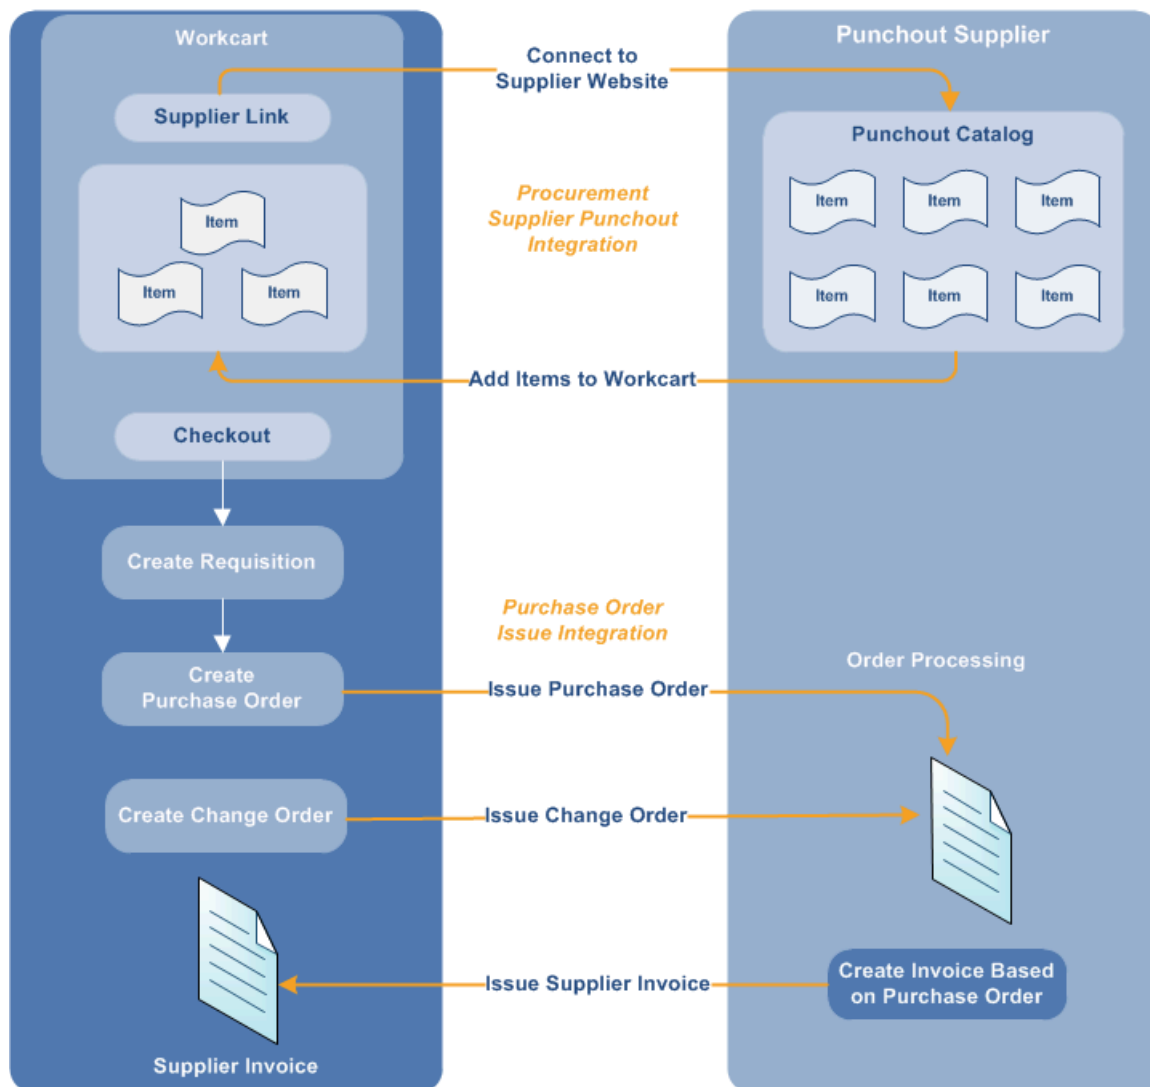 Workcart
Punchout Supplier
Connect to
Supplier Website
Supplier Link
Punchout Catalog
Item
Item
Item
Item
Procurement
Supplier Punchout
Integration
Item
Item
Item
Item
Item
Add Items to Workcart
Checkout
Create Requisition
Purchase Order
Issue Integration
Order Processing
Create
Purchase Order
Issue Purchase Order
Create Change Order
Issue Change Order
Issue Supplier Invoice
Create Invoice Based
on Purchase Order
Supplier Invoice